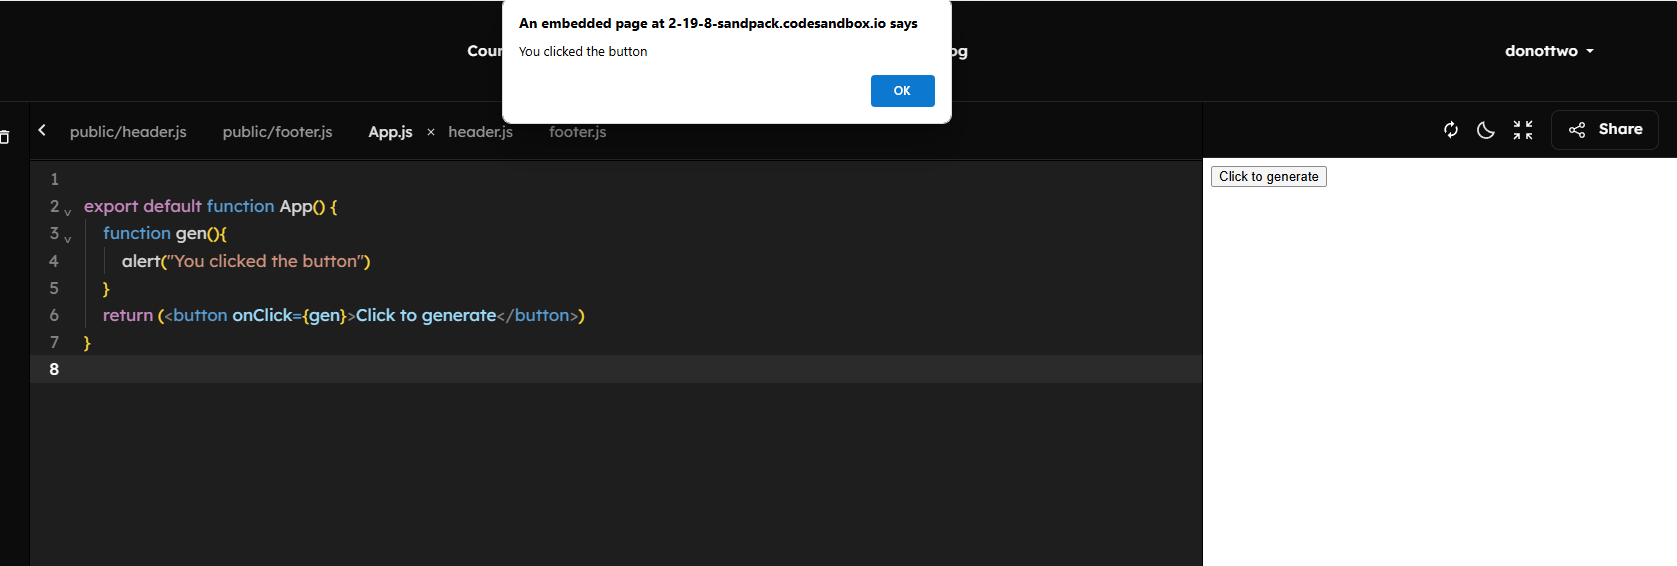 An embedded page at 2-19-8-sandpack.codesandbox.io says
You clicked the button
OK
donottwo
public/header.js public/footer.js App.js × header.js footer.js
Share
1
2 export default function App() {
3 function gen(){
4 alert("You clicked the button")
5 }
6 return (<button onClick={gen}>Click to generate</button>)
7 }
8
Click to generate